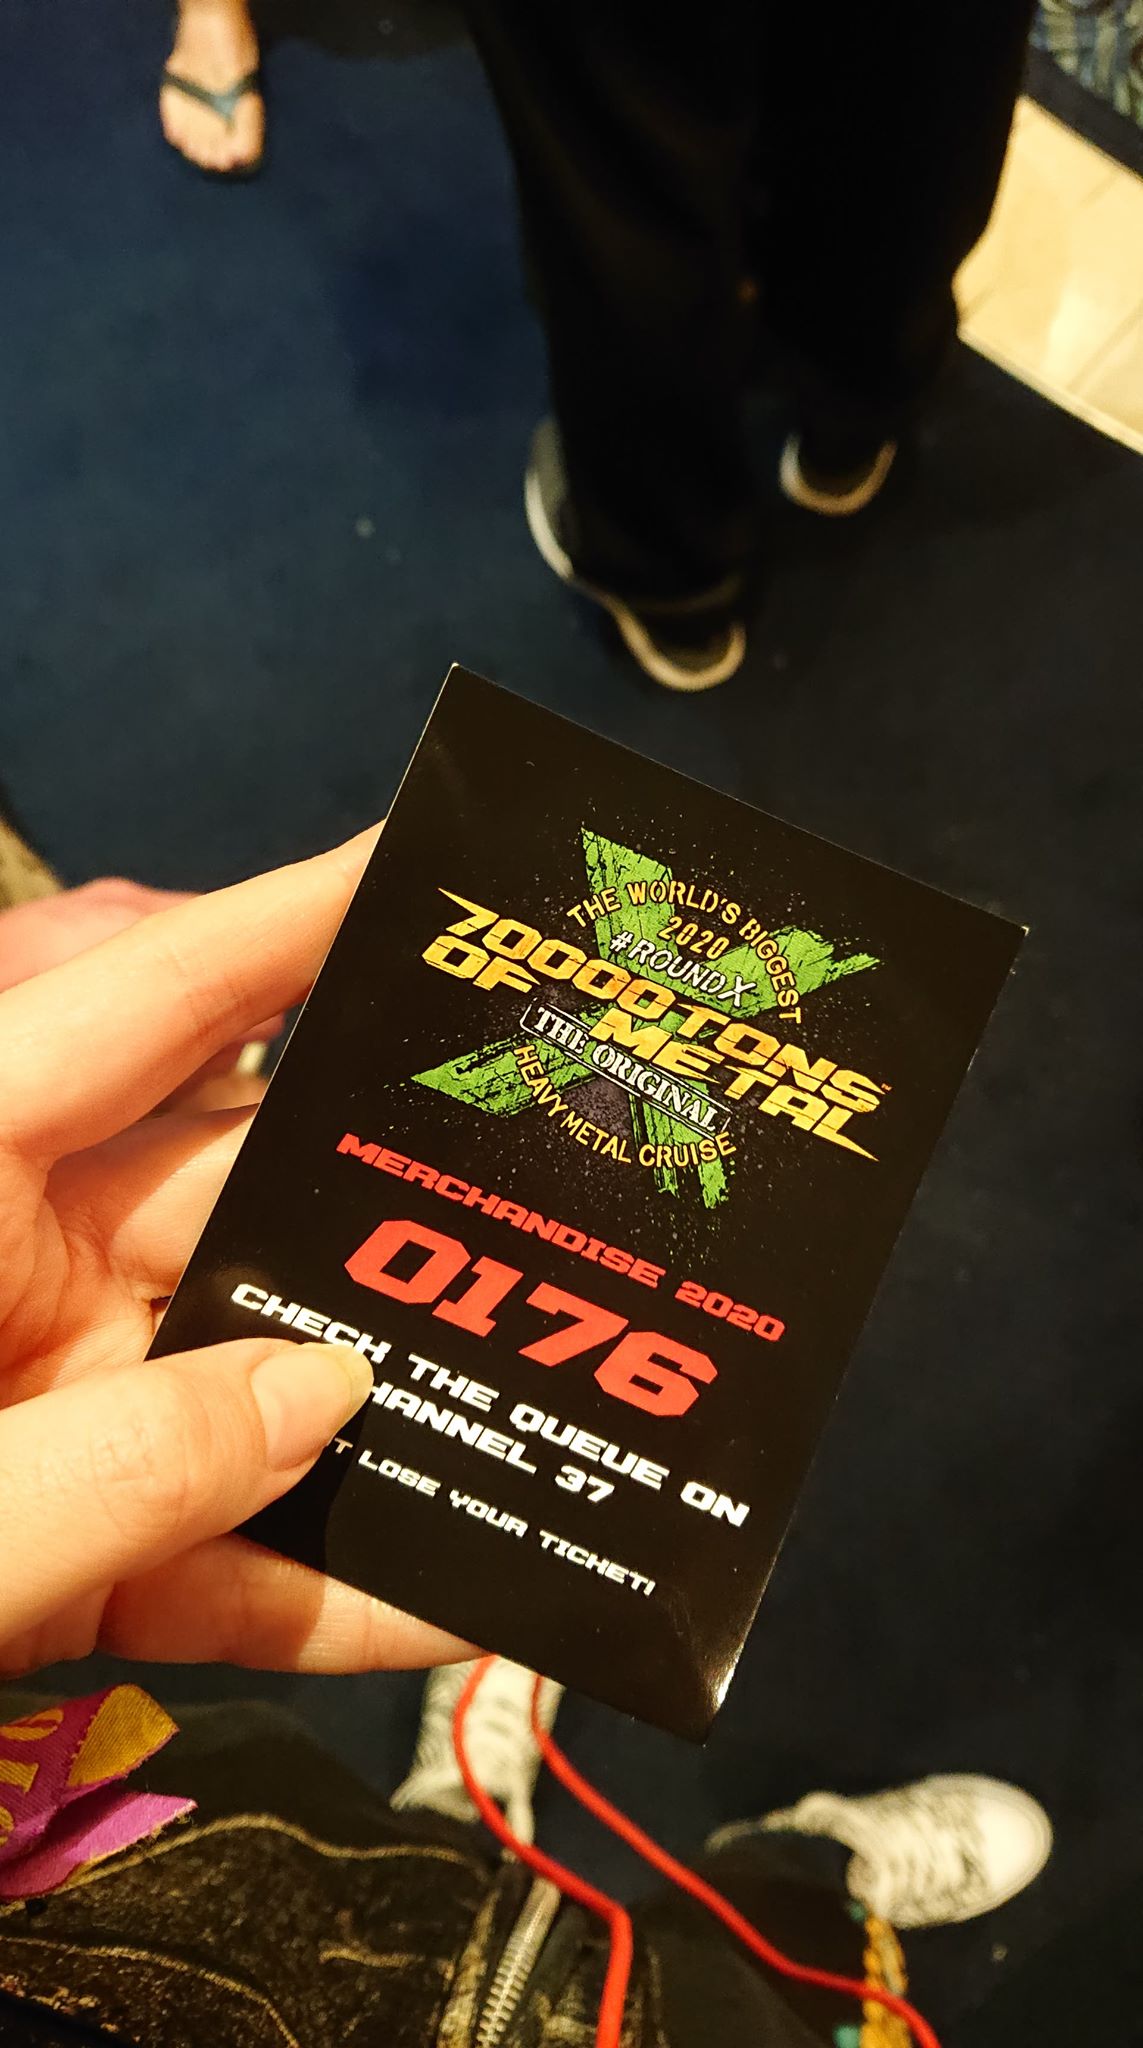 THE WORLD'S BIGGEST
2020
#ROUNDX
70000TONS
OF METAL
THE ORIGINAL
HEAVY METAL CRUISE
MERCHANDISE 2020
0176
CHECK THE QUEUE ON
HANNEL 37
T LOSE YOUR TICKET!